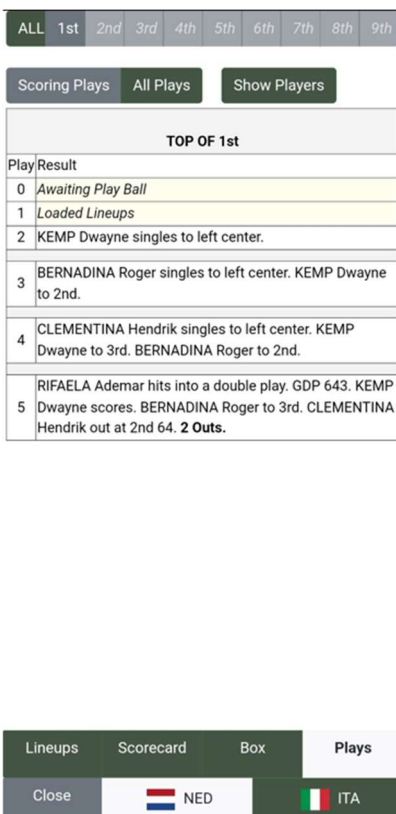 ALL 1st 2nd 3rd 4th 5th 6th 7th 8th 9th
Scoring Plays All Plays Show Players
TOP OF 1st
Play Result
0 Awaiting Play Ball
1 Loaded Lineups
2 KEMP Dwayne singles to left center.
3 BERNADINA Roger singles to left center. KEMP Dwayne
to 2nd.
4 CLEMENTINA Hendrik singles to left center. KEMP
Dwayne to 3rd. BERNADINA Roger to 2nd.
5 RIFAELA Ademar hits into a double play. GDP 643. KEMP
Dwayne scores. BERNADINA Roger to 3rd. CLEMENTINA
Hendrik out at 2nd 64. 2 Outs.
Lineups Scorecard Box Plays
Close NED ITA